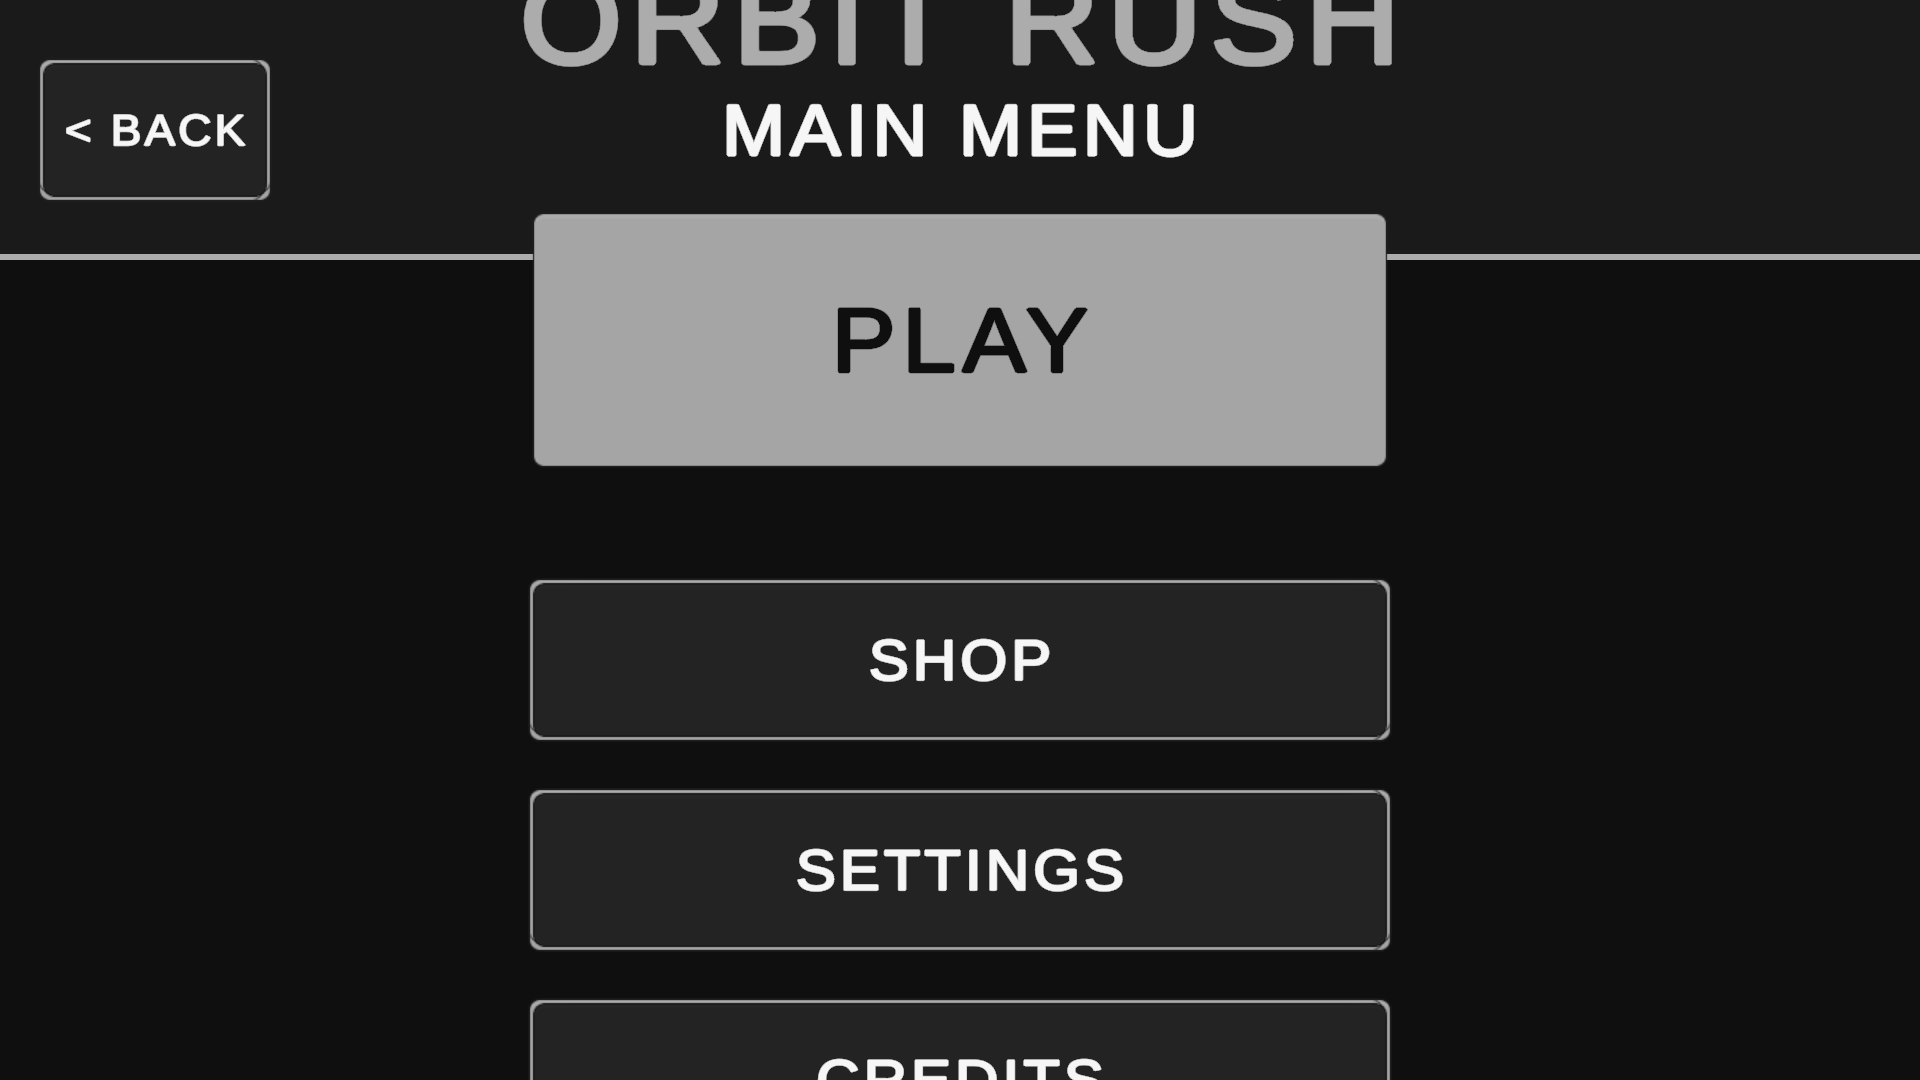 ORBIT RUSH
< BACK
MAIN MENU
PLAY
SHOP
SETTINGS
CREDITS